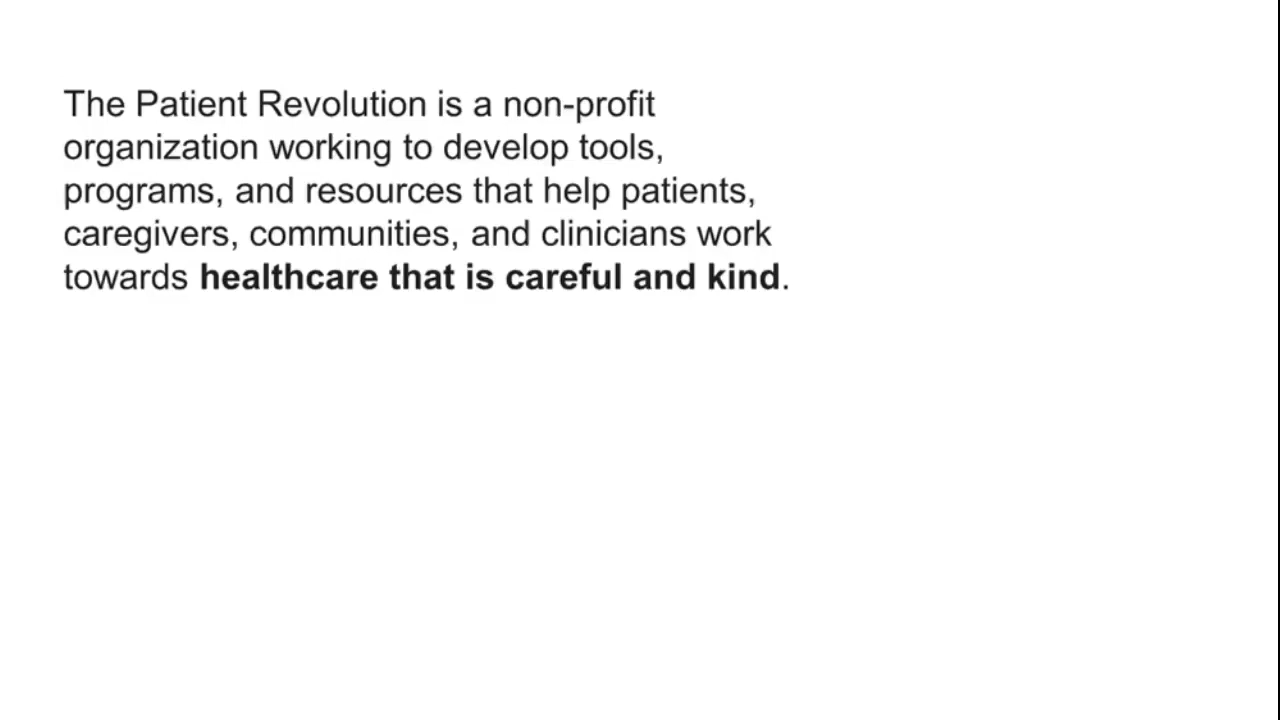 The Patient Revolution is a non-profit
organization working to develop tools,
programs, and resources that help patients,
caregivers, communities, and clinicians work
towards healthcare that is careful and kind.